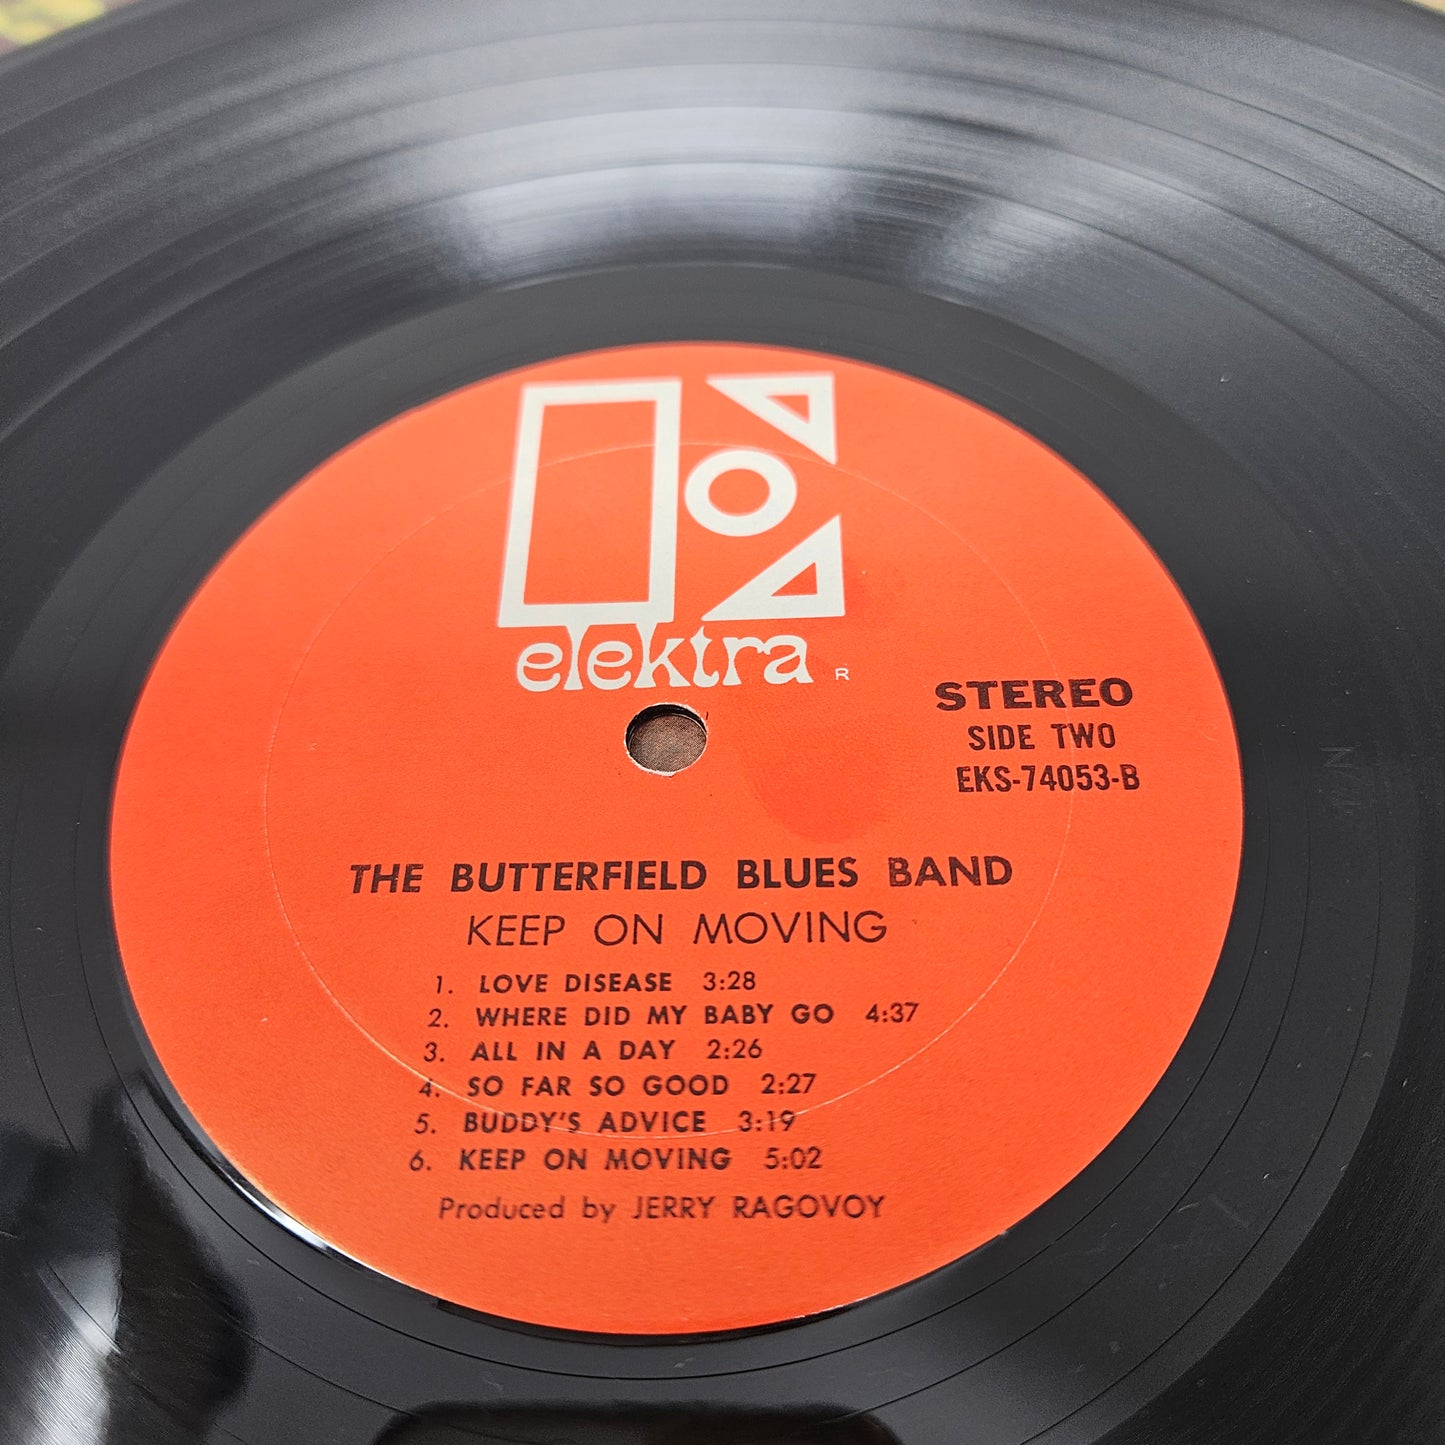 elektra R
STEREO
SIDE TWO
EKS-74053-B
THE BUTTERFIELD BLUES BAND
KEEP ON MOVING
1. LOVE DISEASE 3:28
2. WHERE DID MY BABY GO 4:37
3. ALL IN A DAY 2:26
4. SO FAR SO GOOD 2:27
5. BUDDY'S ADVICE 3:19
6. KEEP ON MOVING 5:02
Produced by JERRY RAGOVOY